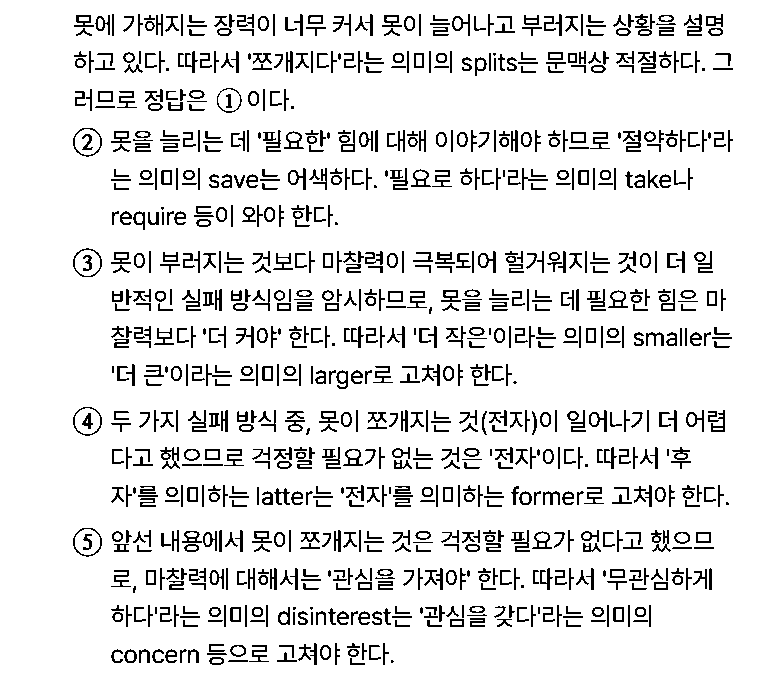 못에 가해지는 장력이 너무 커서 못이 늘어나고 부러지는 상황을 설명
하고 있다. 따라서 '쪼개지다'라는 의미의 splits는 문맥상 적절하다. 그
러므로 정답은 ①이다.
② 못을 늘리는 데 '필요한' 힘에 대해 이야기해야 하므로 '절약하다'라
는 의미의 save는 어색하다. '필요로 하다'라는 의미의 take나
require 등이 와야 한다.
③ 못이 부러지는 것보다 마찰력이 극복되어 헐거워지는 것이 더 일
반적인 실패 방식임을 암시하므로, 못을 늘리는 데 필요한 힘은 마
찰력보다 '더 커야' 한다. 따라서 '더 작은'이라는 의미의 smaller는
'더 큰'이라는 의미의 larger로 고쳐야 한다.
④ 두 가지 실패 방식 중, 못이 쪼개지는 것(전자)이 일어나기 더 어렵
다고 했으므로 걱정할 필요가 없는 것은 '전자'이다. 따라서 '후
자'를 의미하는 latter는 '전자'를 의미하는 former로 고쳐야 한다.
⑤ 앞선 내용에서 못이 쪼개지는 것은 걱정할 필요가 없다고 했으므
로, 마찰력에 대해서는 '관심을 가져야' 한다. 따라서 '무관심하게
하다'라는 의미의 disinterest는 '관심을 갖다'라는 의미의
concern 등으로 고쳐야 한다.